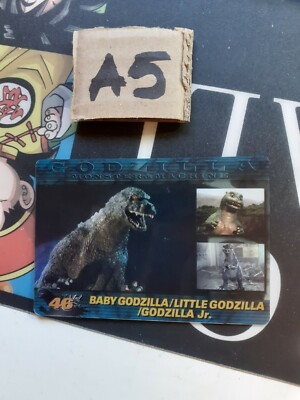 A5
GODZILLA
46
BABY GODZILLA/LITTLE GODZILLA
/GODZILLA Jr.